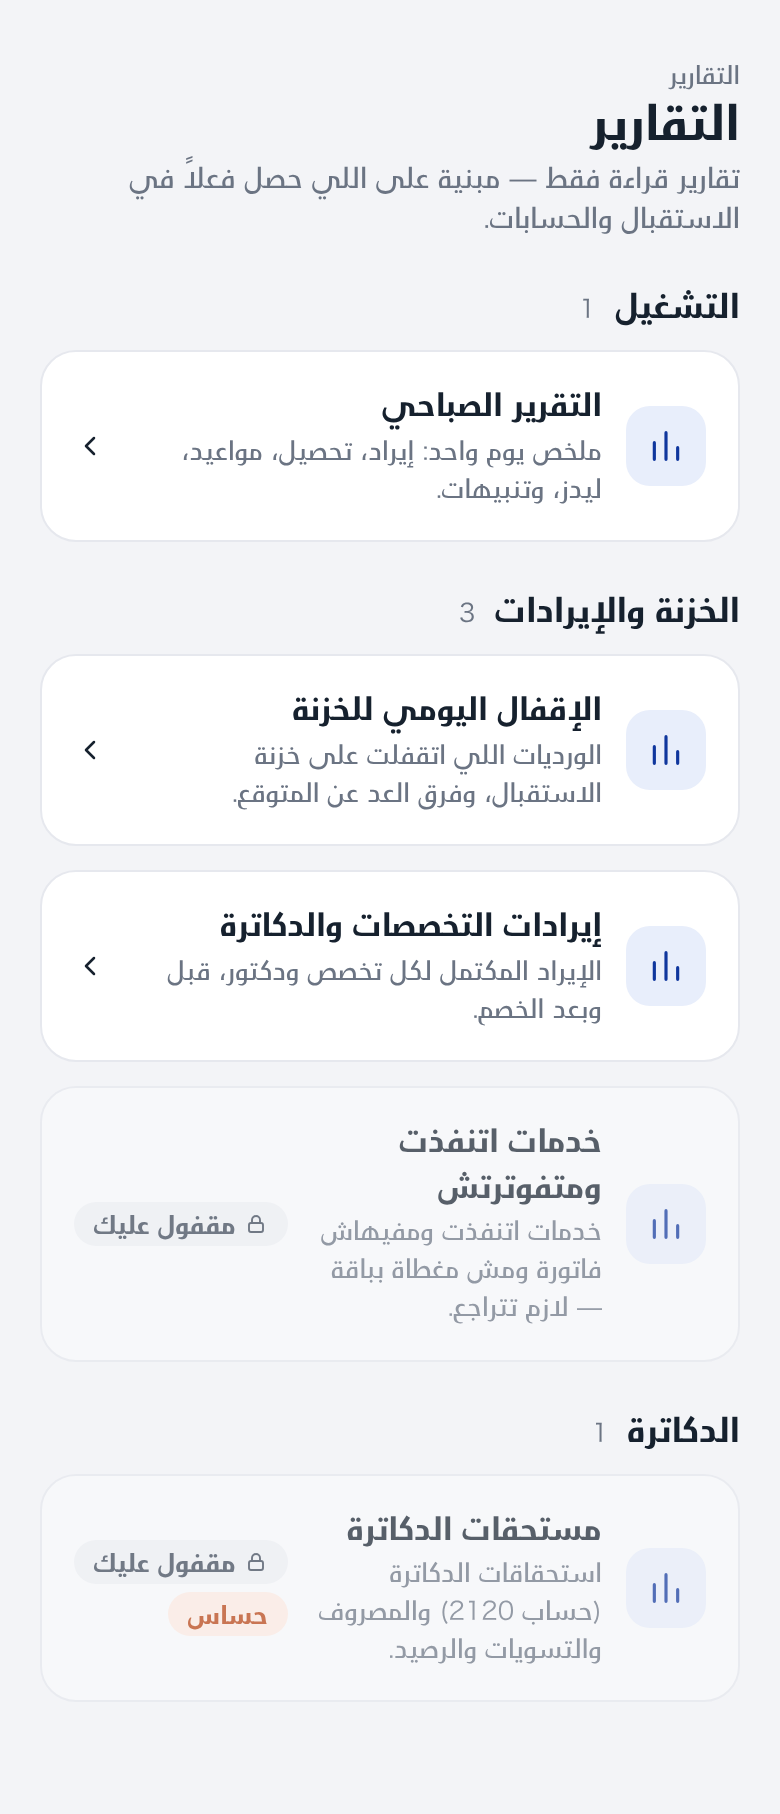 التقارير
التقارير
تقارير قراءة فقط — مبنية على اللي حصل فعلاً في
الاستقبال والحسابات.
التشغيل 1
التقرير الصباحي
ملخص يوم واحد: إيراد، تحصيل، مواعيد،
ليدز، وتنبيهات.
الخزنة والإيرادات 3
الإقفال اليومي للخزنة
الورديات اللي اتقفلت على خزنة
الاستقبال، وفرق العد عن المتوقع.
إيرادات التخصصات والدكاترة
الإيراد المكتمل لكل تخصص ودكتور، قبل
وبعد الخصم.
خدمات اتنفذت
ومتفوترتش
خدمات اتنفذت ومفيهاش
فاتورة ومش مغطاة بباقة
— لازم تتراجع.
مقفول عليك
الدكاترة 1
مستحقات الدكاترة
استحقاقات الدكاترة
(حساب 2120) والمصروف
والتسويات والرصيد.
مقفول عليك
حساس